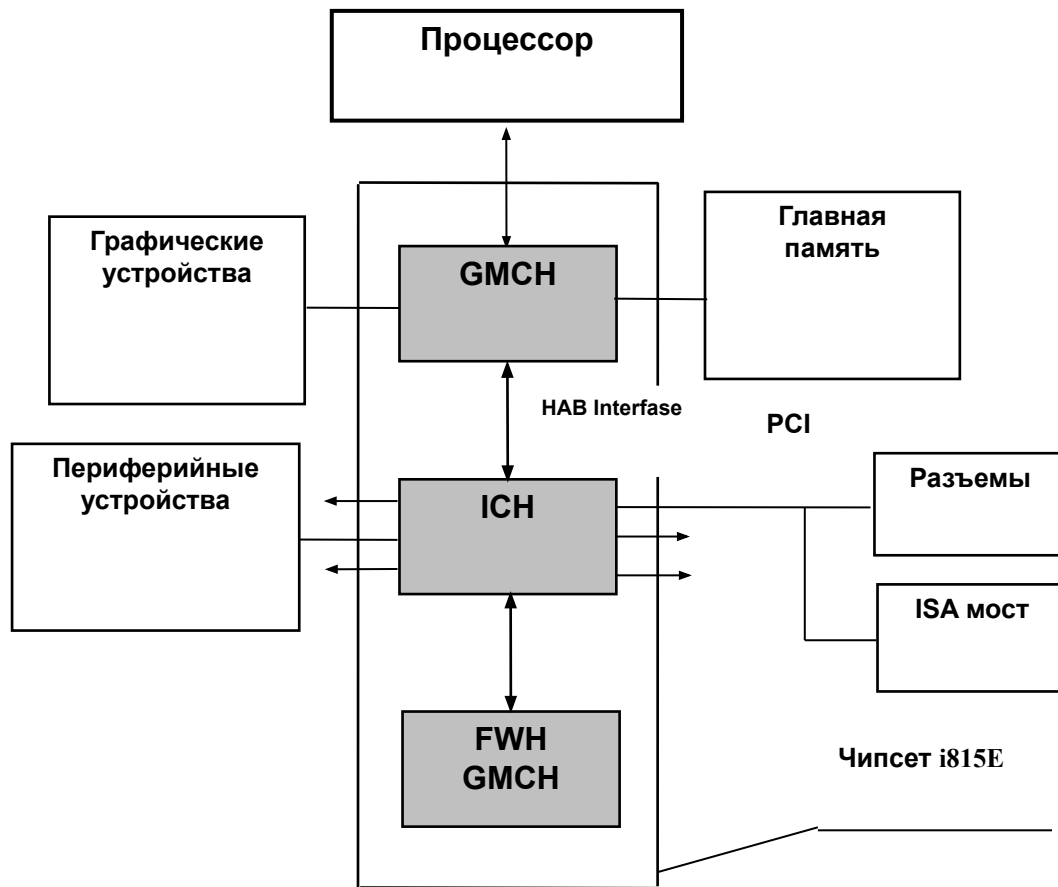 Процессор
Графические
устройства
GMCH
Главная
память
HAB Interfase
PCI
Периферийные
устройства
ICH
Разъемы
ISA мост
FWH
GMCH
Чипсет i815E